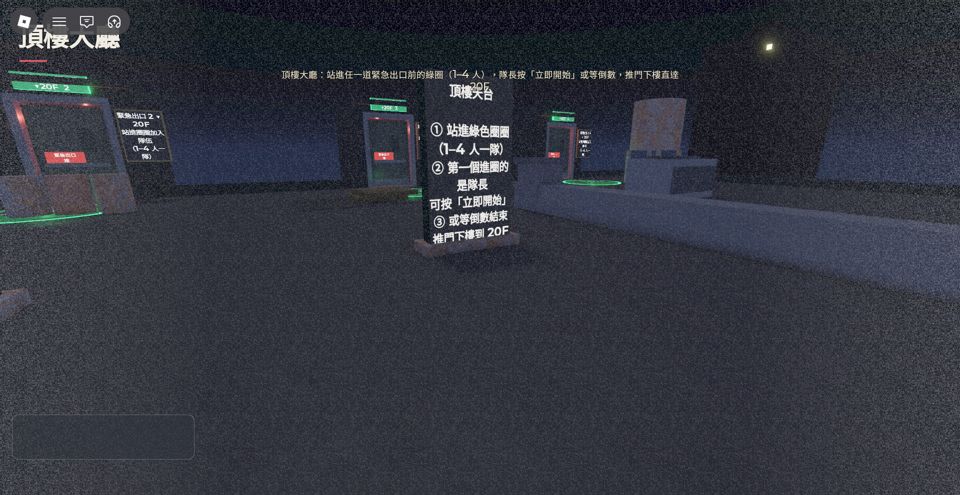 頂樓大廳
頂樓大廳：站進任一道緊急出口前的綠圈（1–4 人），隊長按「立即開始」或等倒數，推門下樓直達
20F
頂樓天台
① 站進綠色圈圈
（1–4 人一隊）
② 第一個進圈的
是隊長
可按「立即開始」
③ 或等倒數結束
推門下樓到 20F
緊急出口 2
20F
站進圈圈加入
隊伍
（1–4 人一
隊）
緊急出口